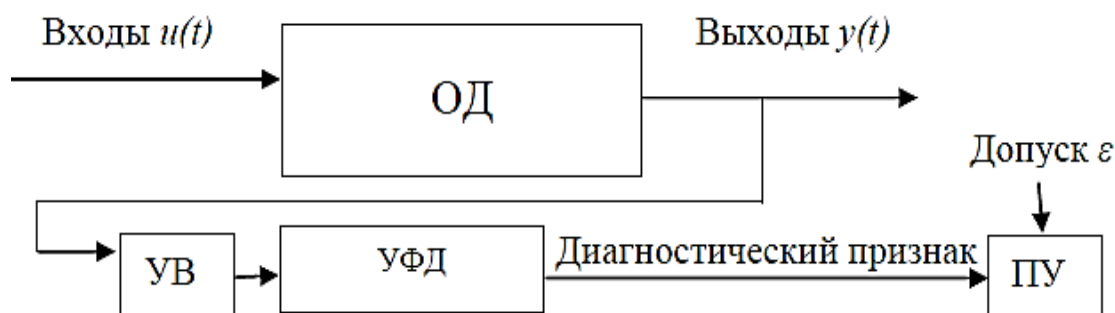 Входы u(t)
Выходы y(t)
ОД
Допуск ε
УВ
УФД
Диагностический признак
ПУ